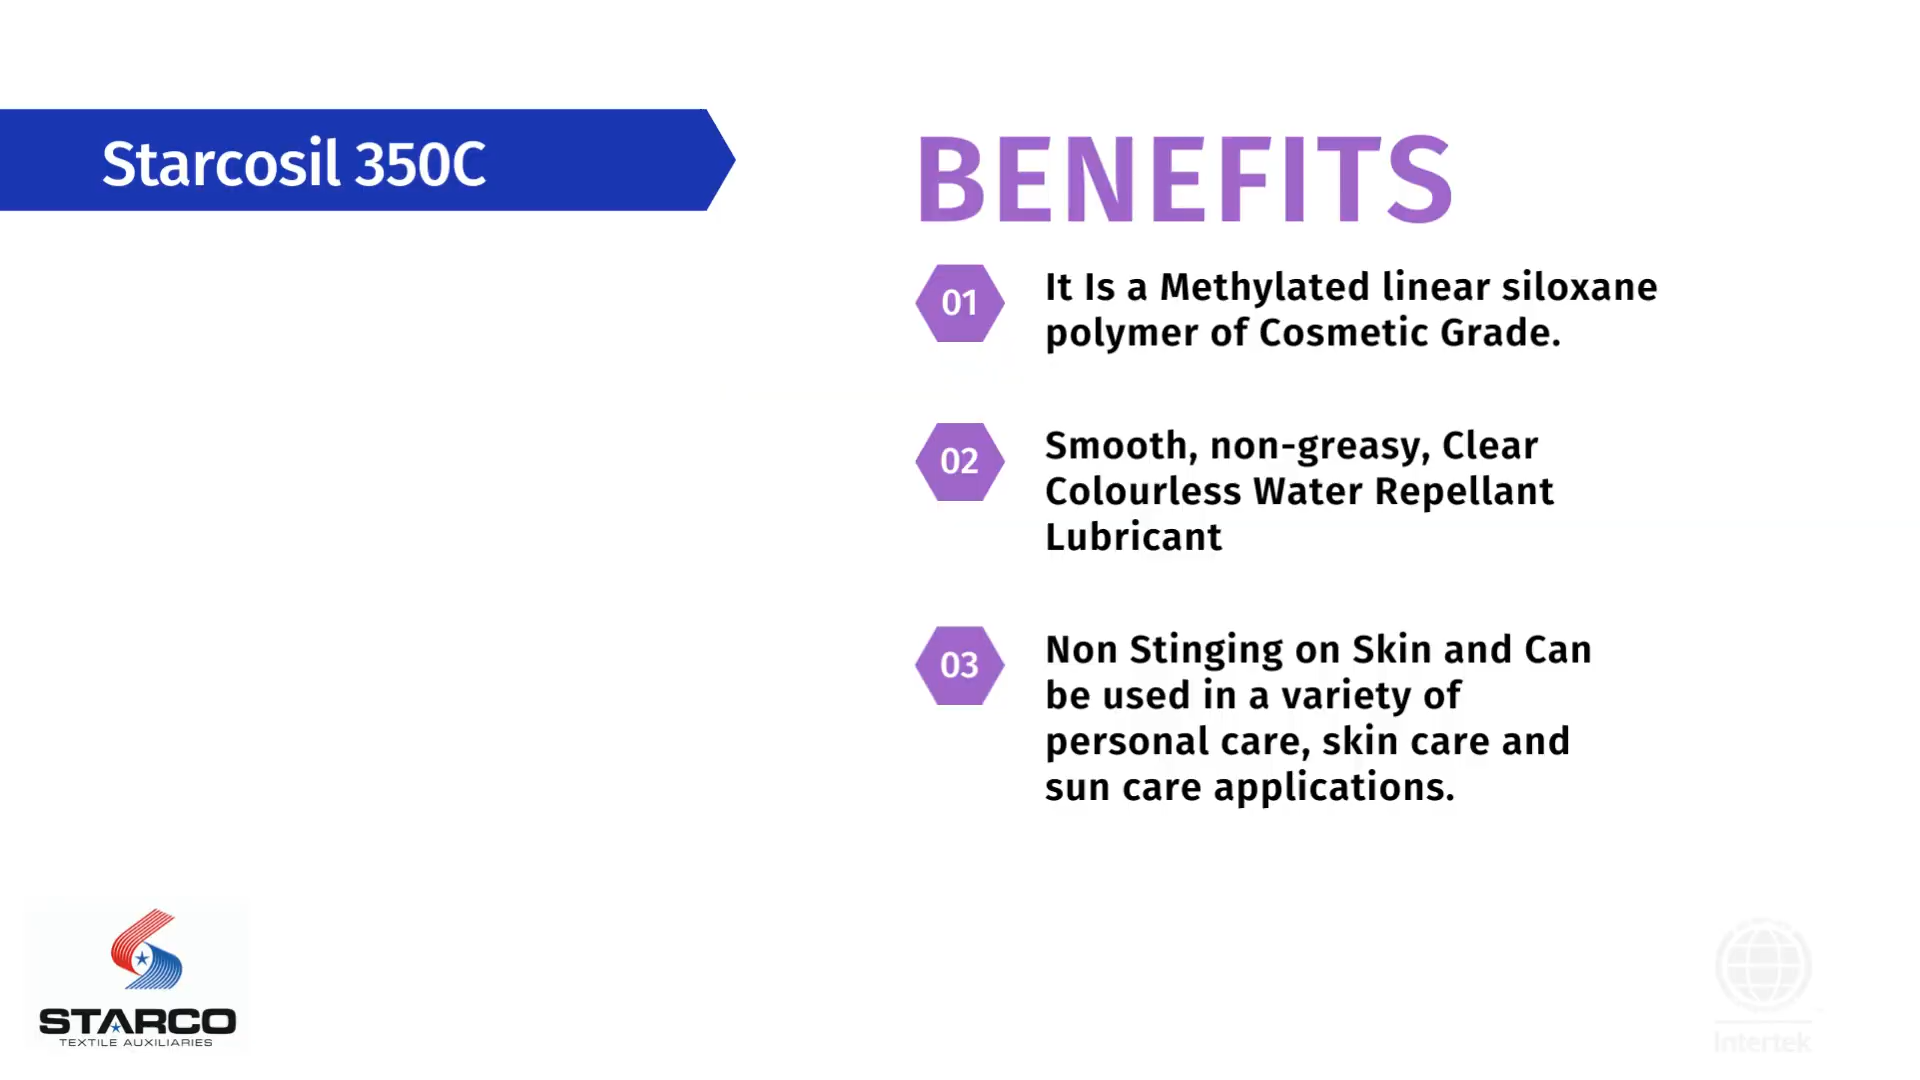 Starcosil 350C
BENEFITS
01
It Is a Methylated linear siloxane
polymer of Cosmetic Grade.
02
Smooth, non-greasy, Clear
Colourless Water Repellant
Lubricant
03
Non Stinging on Skin and Can
be used in a variety of
personal care, skin care and
sun care applications.
STARCO
TEXTILE AUXILIARIES
Intertek